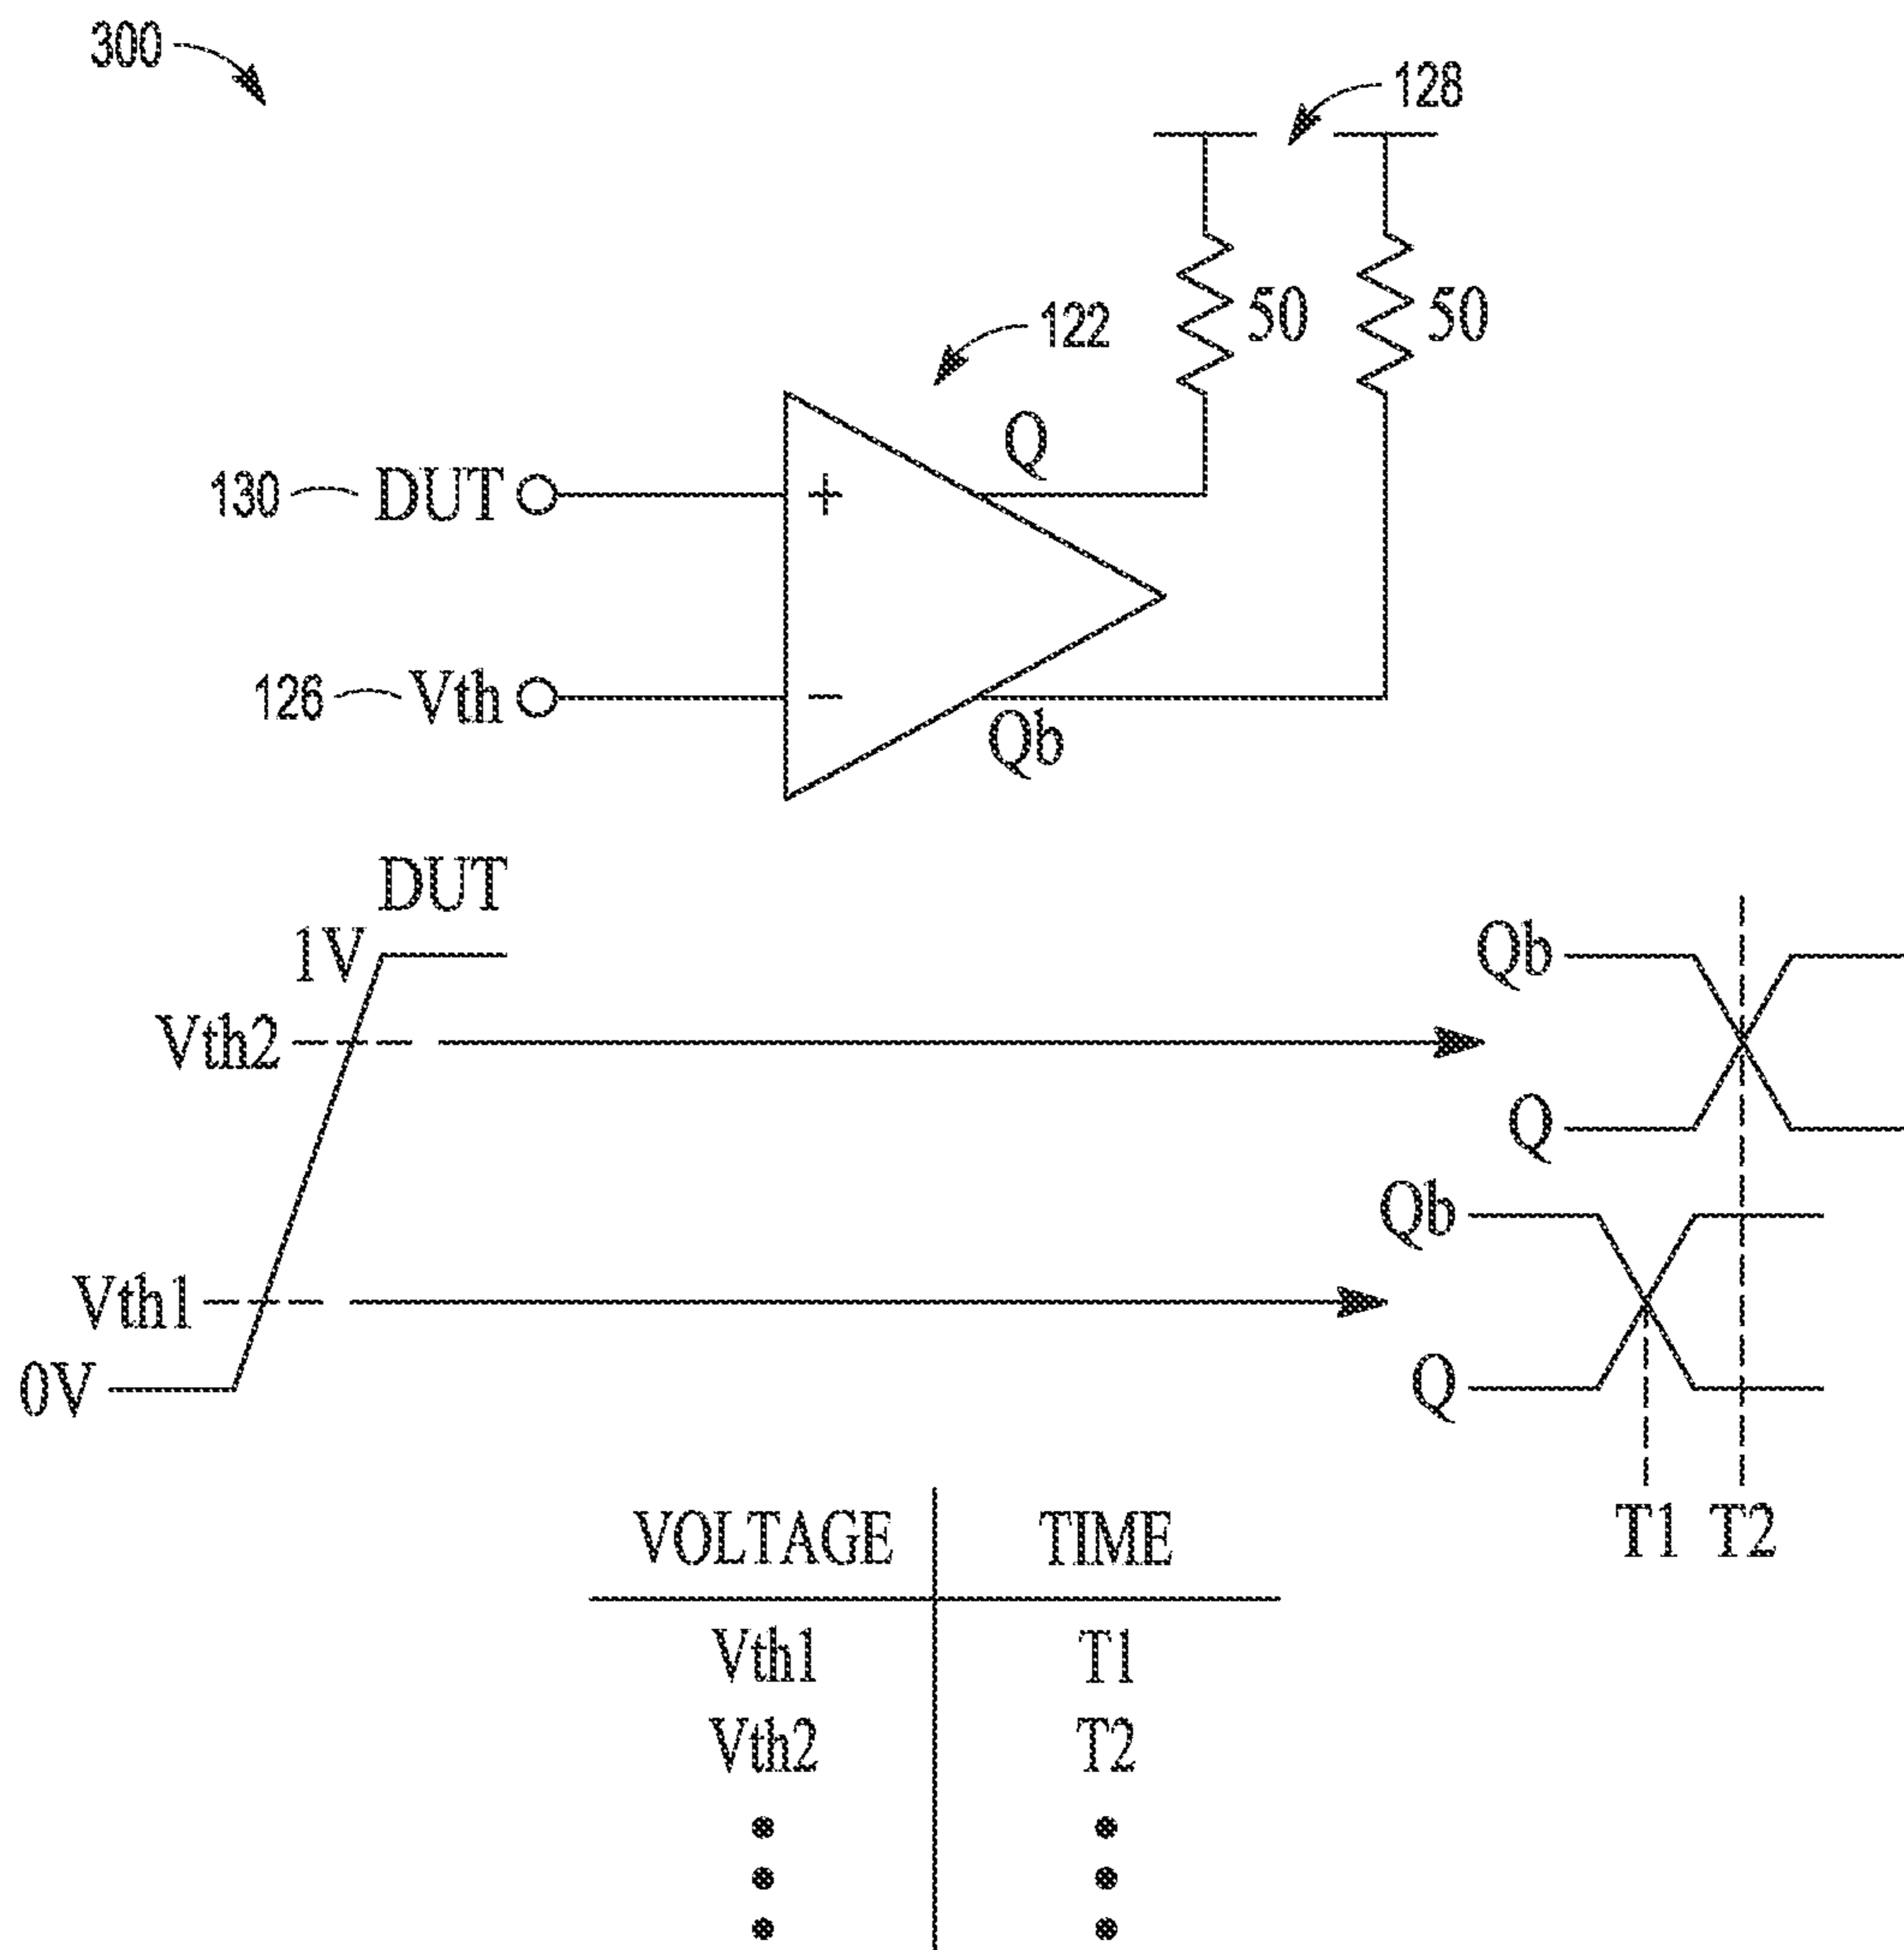 300
128
50 50
122
Q
130 DUT +
126 Vth -
Qb
DUT
1V
Qb
Vth2
Q
Qb
Vth1
0V
Q
T1 T2
VOLTAGE TIME
Vth1 T1
Vth2 T2